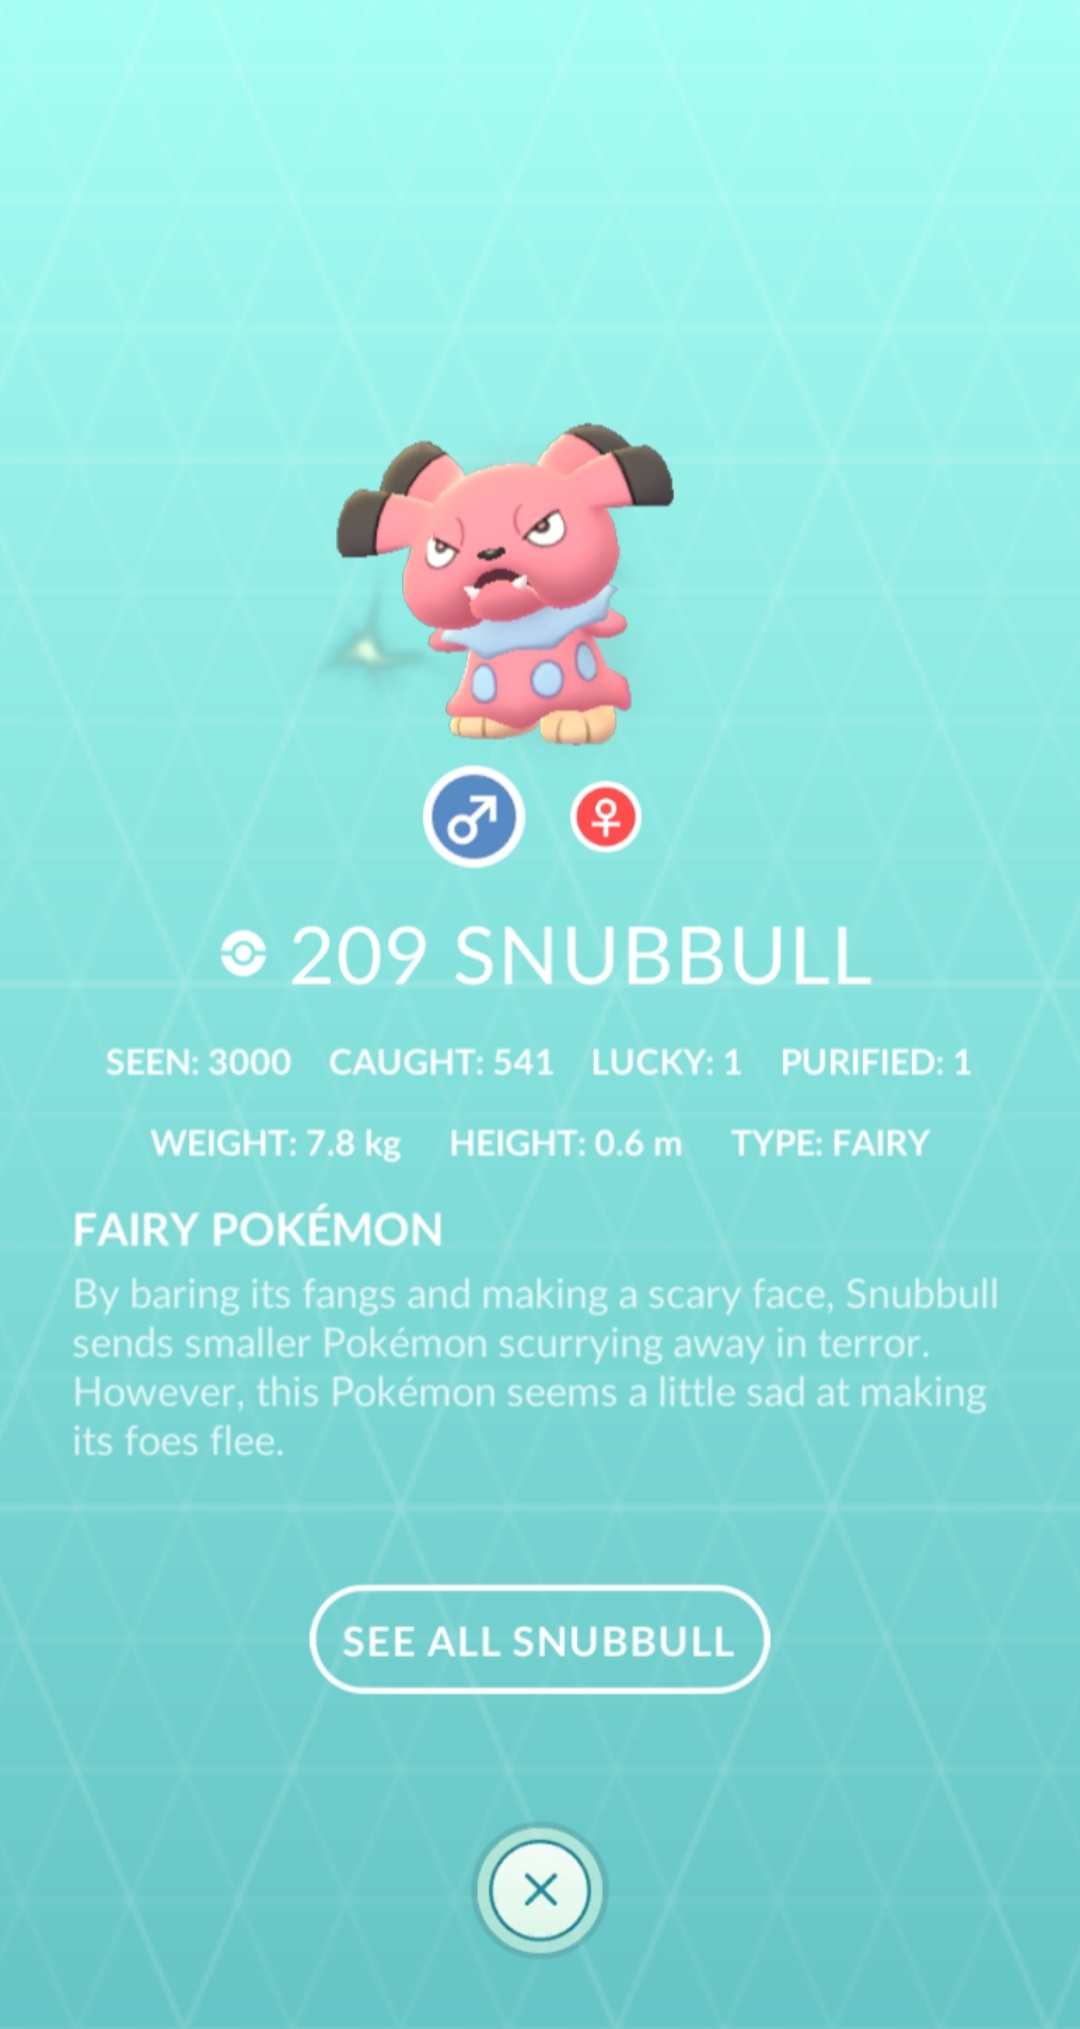 209 SNUBBULL
SEEN: 3000 CAUGHT: 541 LUCKY: 1 PURIFIED: 1
WEIGHT: 7.8 kg HEIGHT: 0.6 m TYPE: FAIRY
FAIRY POKÉMON
By baring its fangs and making a scary face, Snubbull
sends smaller Pokémon scurrying away in terror.
However, this Pokémon seems a little sad at making
its foes flee.
SEE ALL SNUBBULL